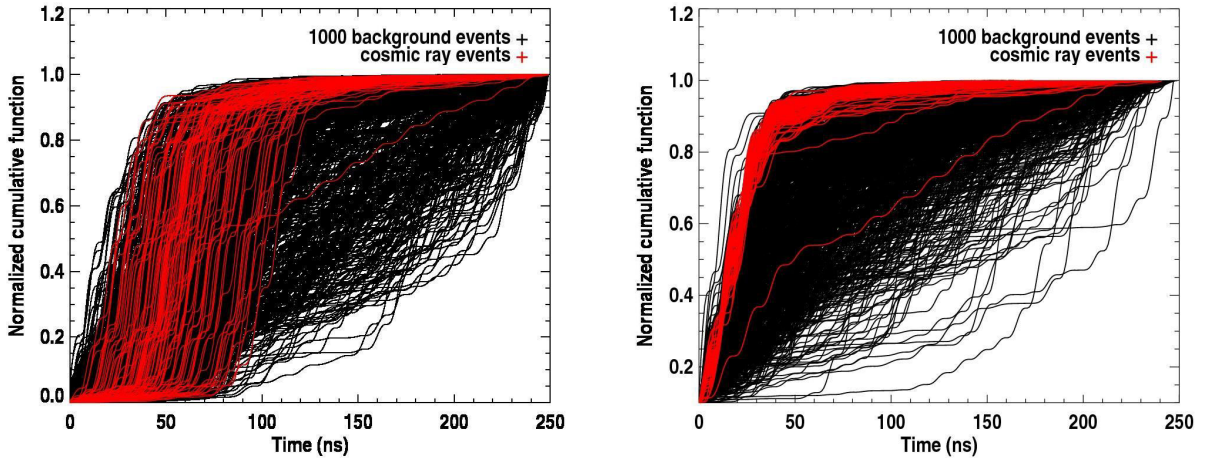 1.2
1.0
0.8
0.6
0.4
0.2
0.0
Normalized cumulative function
1000 background events +
cosmic ray events +
0 50 100 150 200 250
Time (ns)
1.2
1.0
0.8
0.6
0.4
0.2
Normalized cumulative function
1000 background events +
cosmic ray events +
0 50 100 150 200 250
Time (ns)